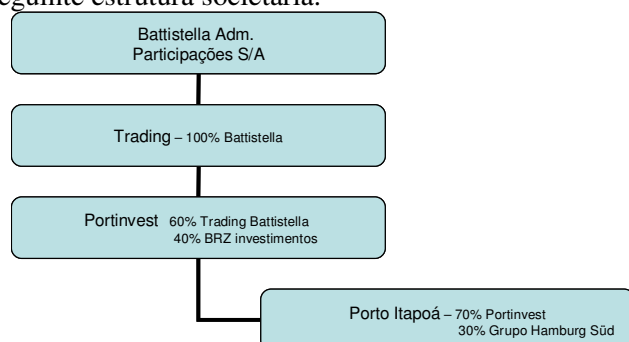 eguinte estrutura societária:
Battistella Adm.
Participações S/A
Trading – 100% Battistella
Portinvest 60% Trading Battistella
40% BRZ investimentos
Porto Itapoá – 70% Portinvest
30% Grupo Hamburg Süd